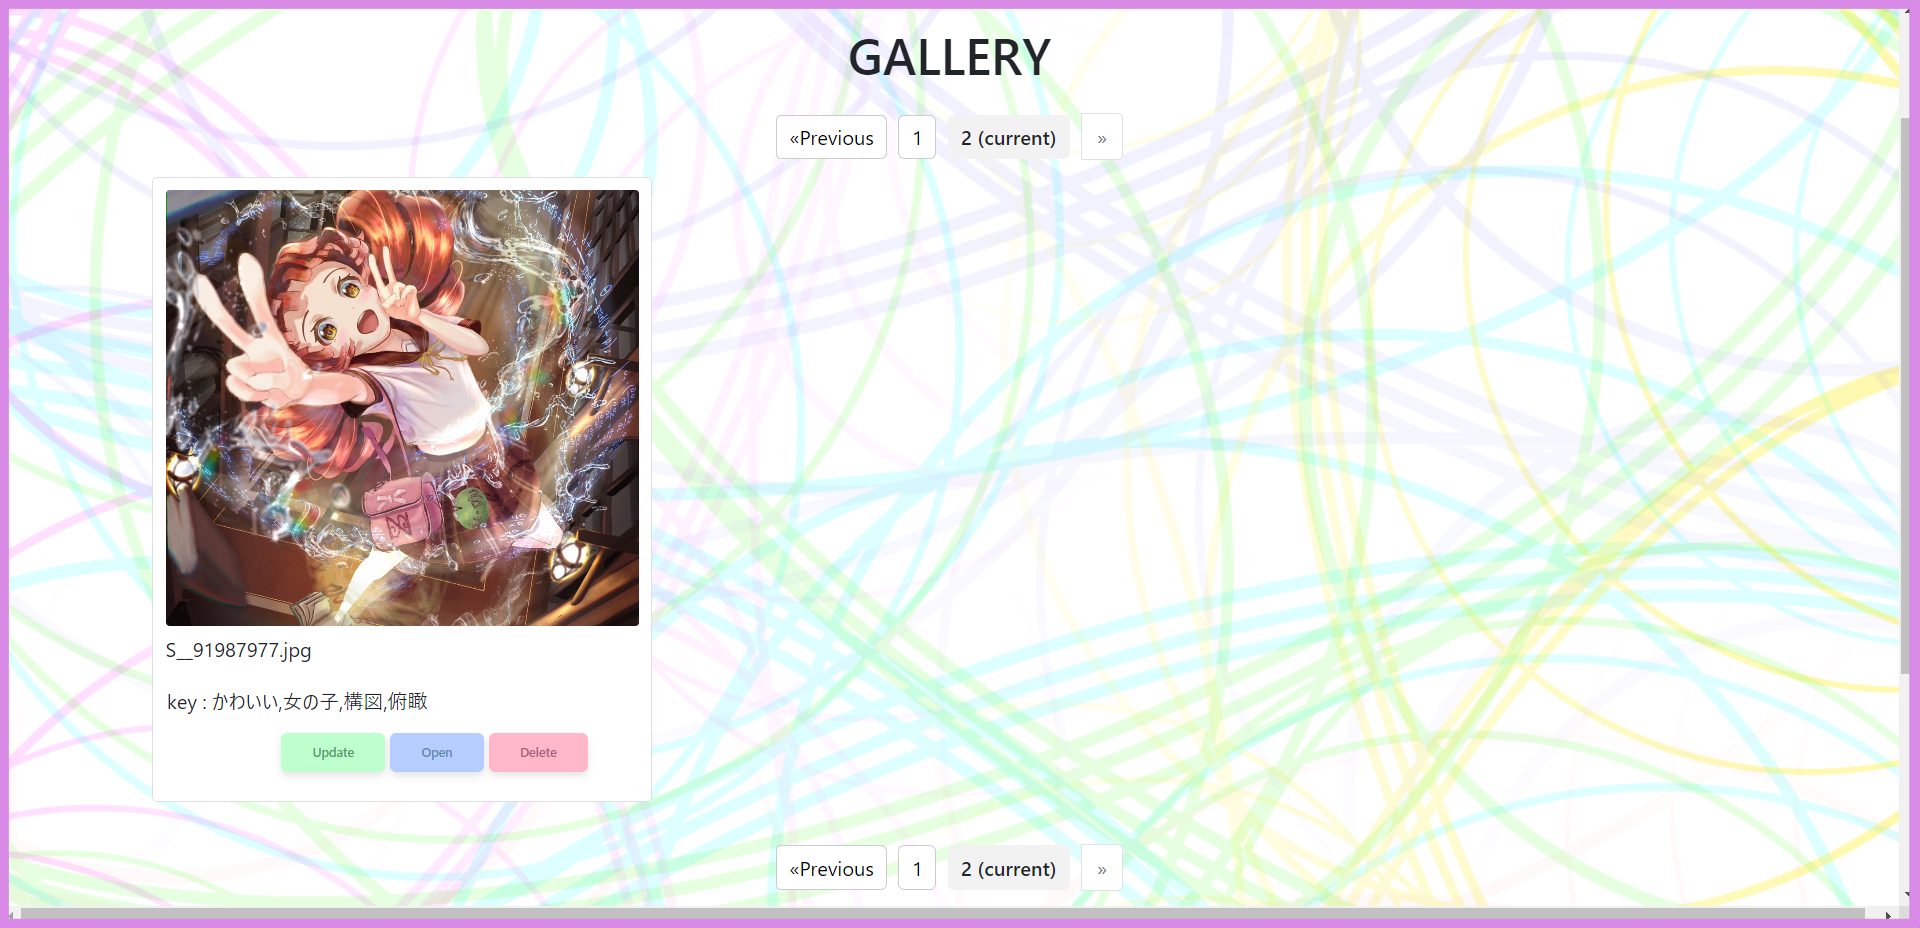 GALLERY
«Previous 1 2 (current) »
S__91987977.jpg
key : かわいい,女の子,構図,俯瞰
Update Open Delete
«Previous 1 2 (current) »